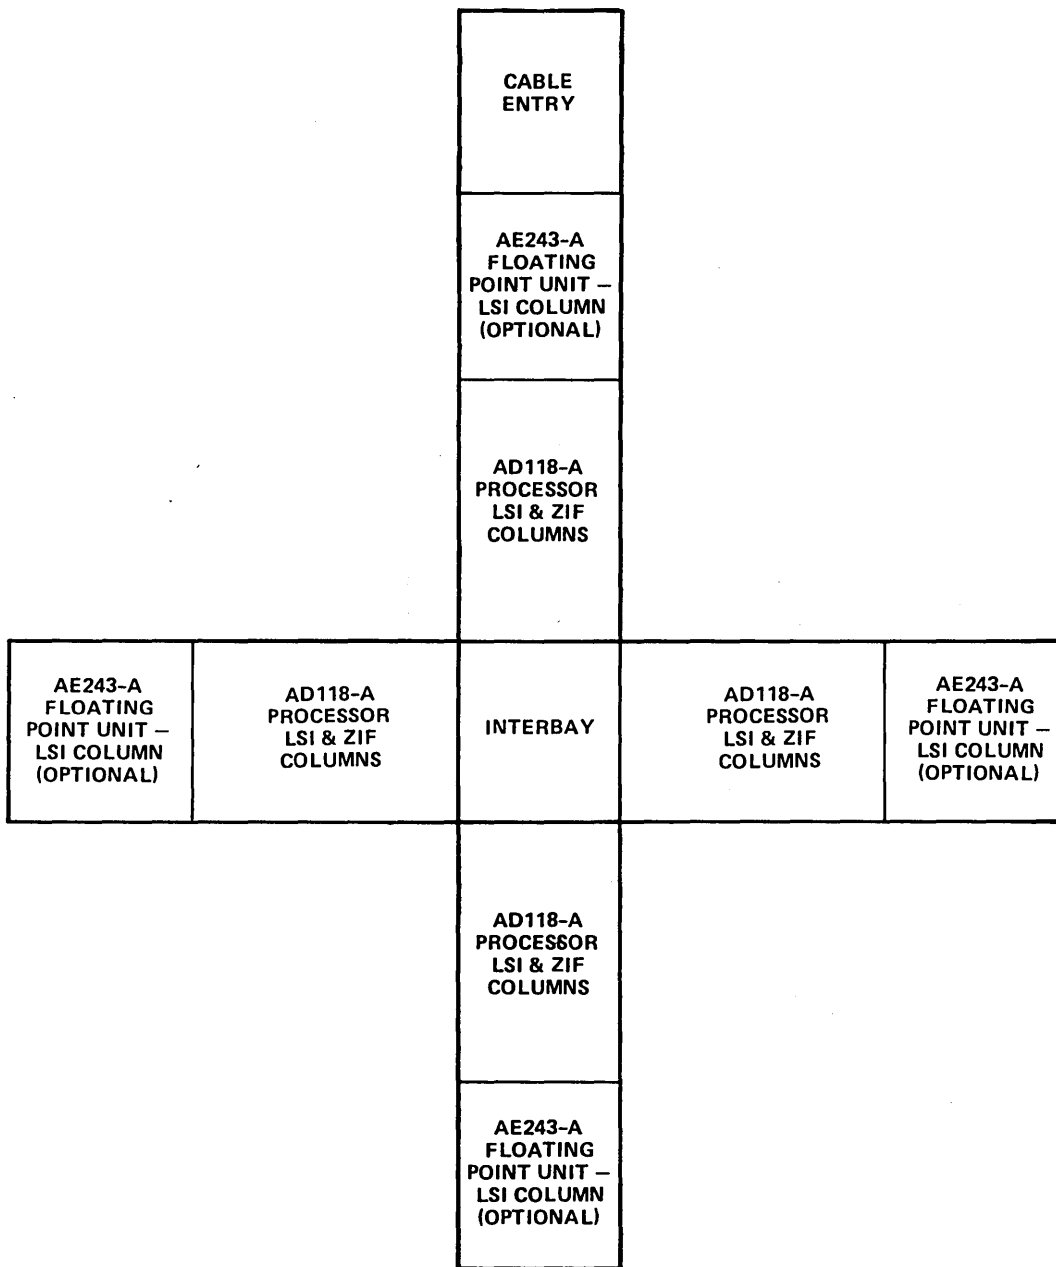 CABLE
ENTRY
AE243-A
FLOATING
POINT UNIT —
LSI COLUMN
(OPTIONAL)
AD118-A
PROCESSOR
LSI & ZIF
COLUMNS
AE243-A
FLOATING
POINT UNIT —
LSI COLUMN
(OPTIONAL)
AD118-A
PROCESSOR
LSI & ZIF
COLUMNS
INTERBAY
AD118-A
PROCESSOR
LSI & ZIF
COLUMNS
AE243-A
FLOATING
POINT UNIT —
LSI COLUMN
(OPTIONAL)
AD118-A
PROCESSOR
LSI & ZIF
COLUMNS
AE243-A
FLOATING
POINT UNIT —
LSI COLUMN
(OPTIONAL)